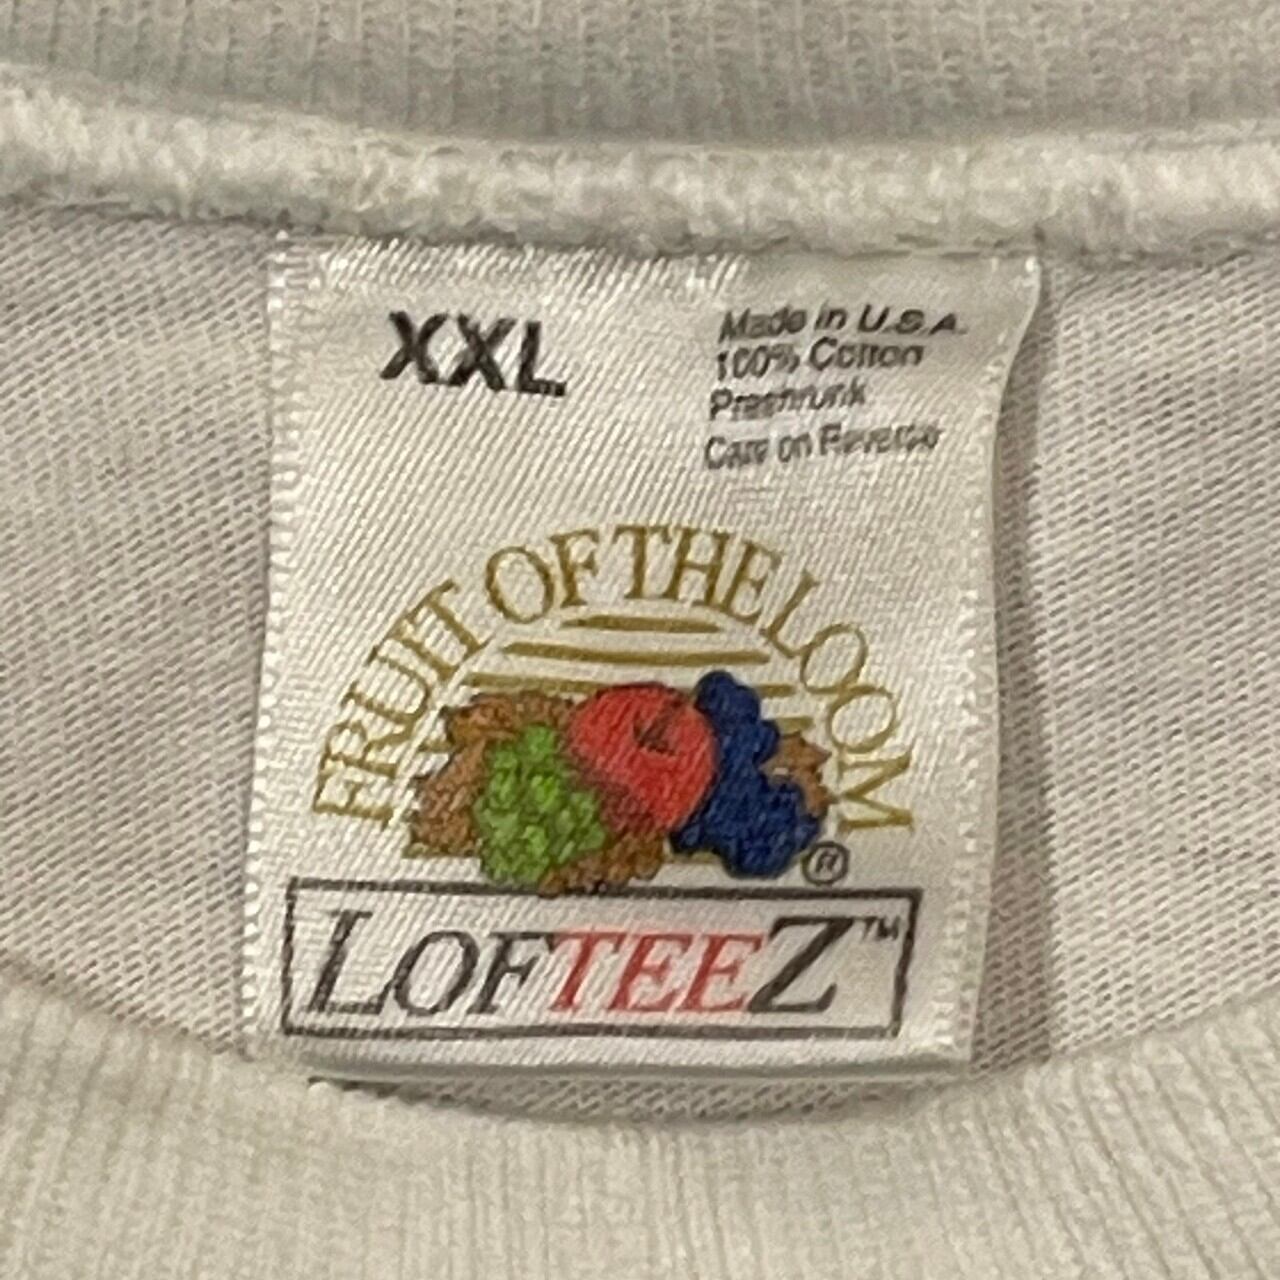 XXL
Made in U.S.A.
100% Cotton
Preshrunk
Care on Reverse
FRUIT OF THE LOOM
®
LOFTEEZ™